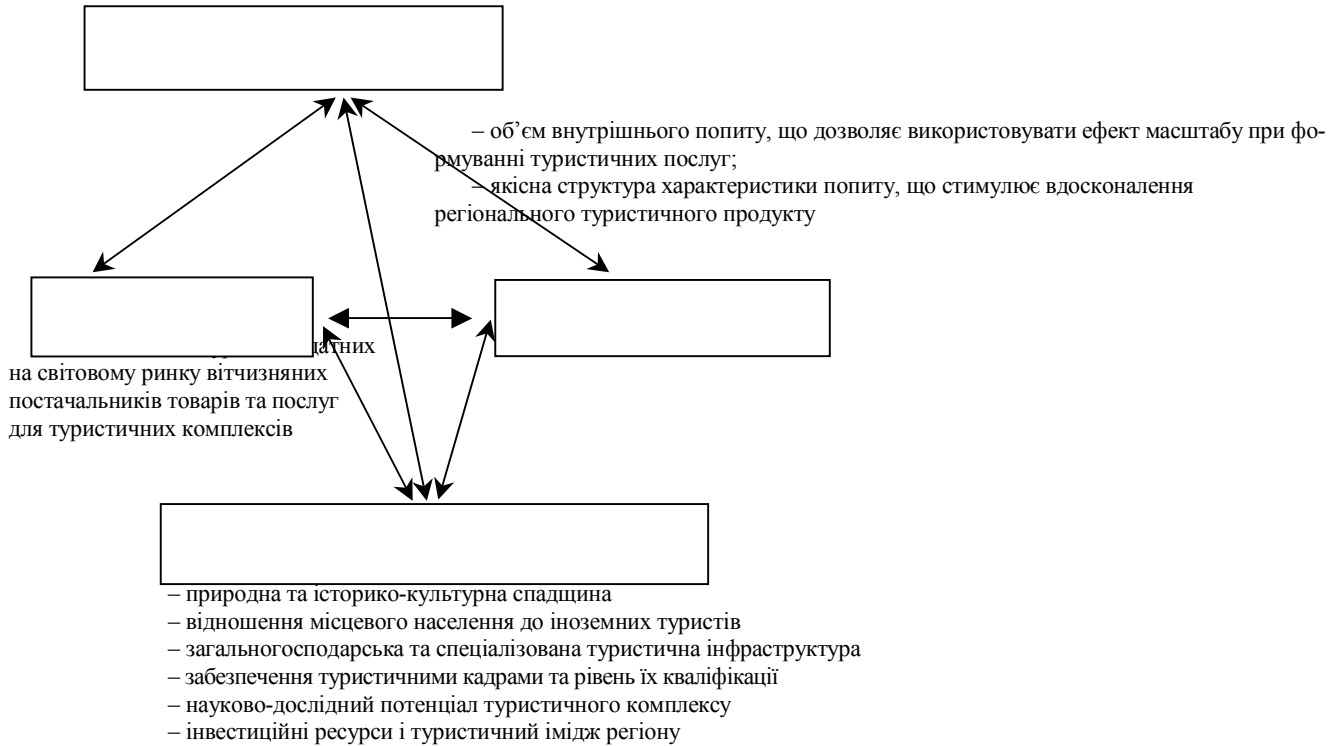 – об’єм внутрішнього попиту, що дозволяє використовувати ефект масштабу при фо-
рмуванні туристичних послуг;
– якісна структура характеристики попиту, що стимулює вдосконалення
регіонального туристичного продукту
на світовому ринку вітчизняних
постачальників товарів та послуг
для туристичних комплексів
– природна та історико-культурна спадщина
– відношення місцевого населення до іноземних туристів
– загальногосподарська та спеціалізована туристична інфраструктура
– забезпечення туристичними кадрами та рівень їх кваліфікації
– науково-дослідний потенціал туристичного комплексу
– інвестиційні ресурси і туристичний імідж регіону